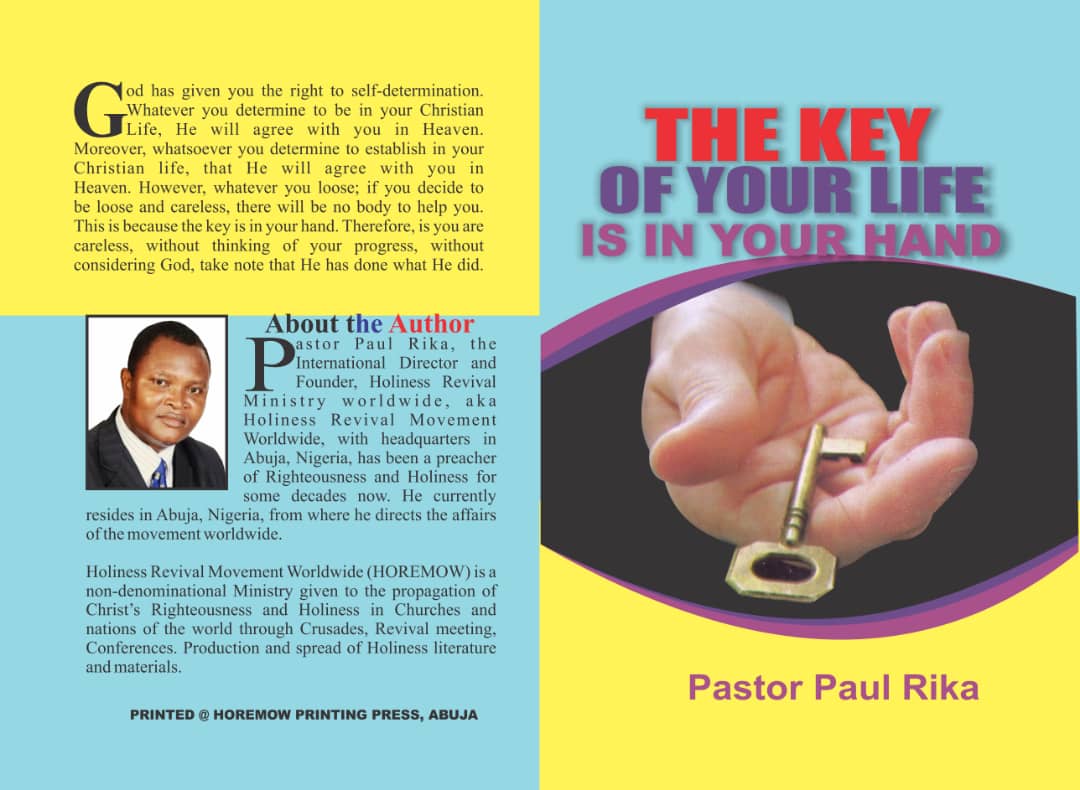 God has given you the right to self-determination.
Whatever you determine to be in your Christian
Life, He will agree with you in Heaven.
Moreover, whatsoever you determine to establish in your
Christian life, that He will agree with you in
Heaven. However, whatever you loose; if you decide to
be loose and careless, there will be no body to help you.
This is because the key is in your hand. Therefore, is you are
careless, without thinking of your progress, without
considering God, take note that He has done what He did.
About the Author
Pastor Paul Rika, the
International Director and
Founder, Holiness Revival
Ministry worldwide, aka
Holiness Revival Movement
Worldwide, with headquarters in
Abuja, Nigeria, has been a preacher
of Righteousness and Holiness for
some decades now. He currently
resides in Abuja, Nigeria, from where he directs the affairs
of the movement worldwide.
Holiness Revival Movement Worldwide (HOREMOW) is a
non-denominational Ministry given to the propagation of
Christ's Righteousness and Holiness in Churches and
nations of the world through Crusades, Revival meeting,
Conferences. Production and spread of Holiness literature
and materials.
PRINTED @ HOREMOW PRINTING PRESS, ABUJA
THE KEY
OF YOUR LIFE
IS IN YOUR HAND
Pastor Paul Rika